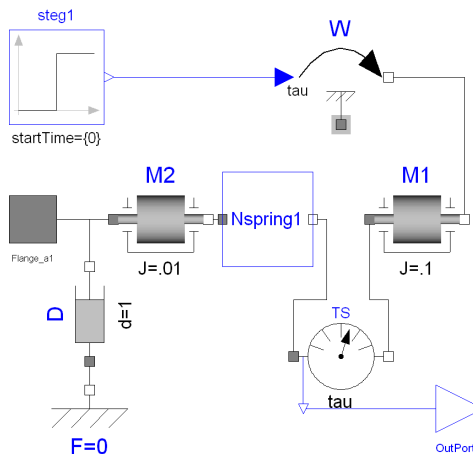 steg1
W
tau
startTime={0}
M2
M1
Nspring1
Flange_a1
J=.01
J=.1
D
d=1
TS
tau
F=0
OutPort